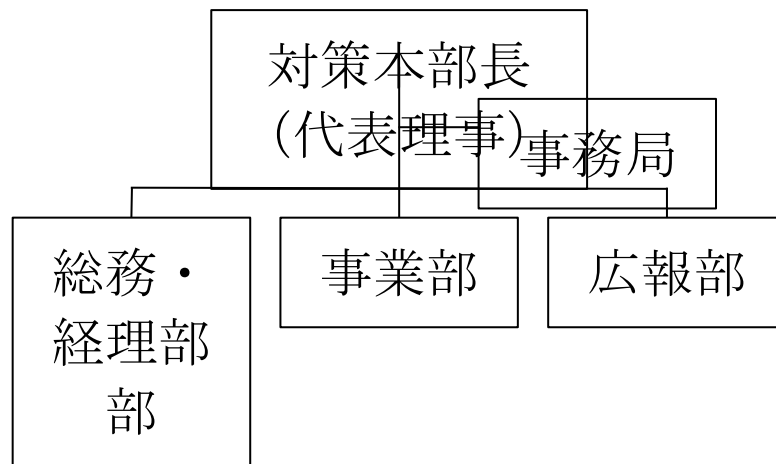 対策本部長
(代表理事)
事務局
総務・
経理部
部
事業部
広報部